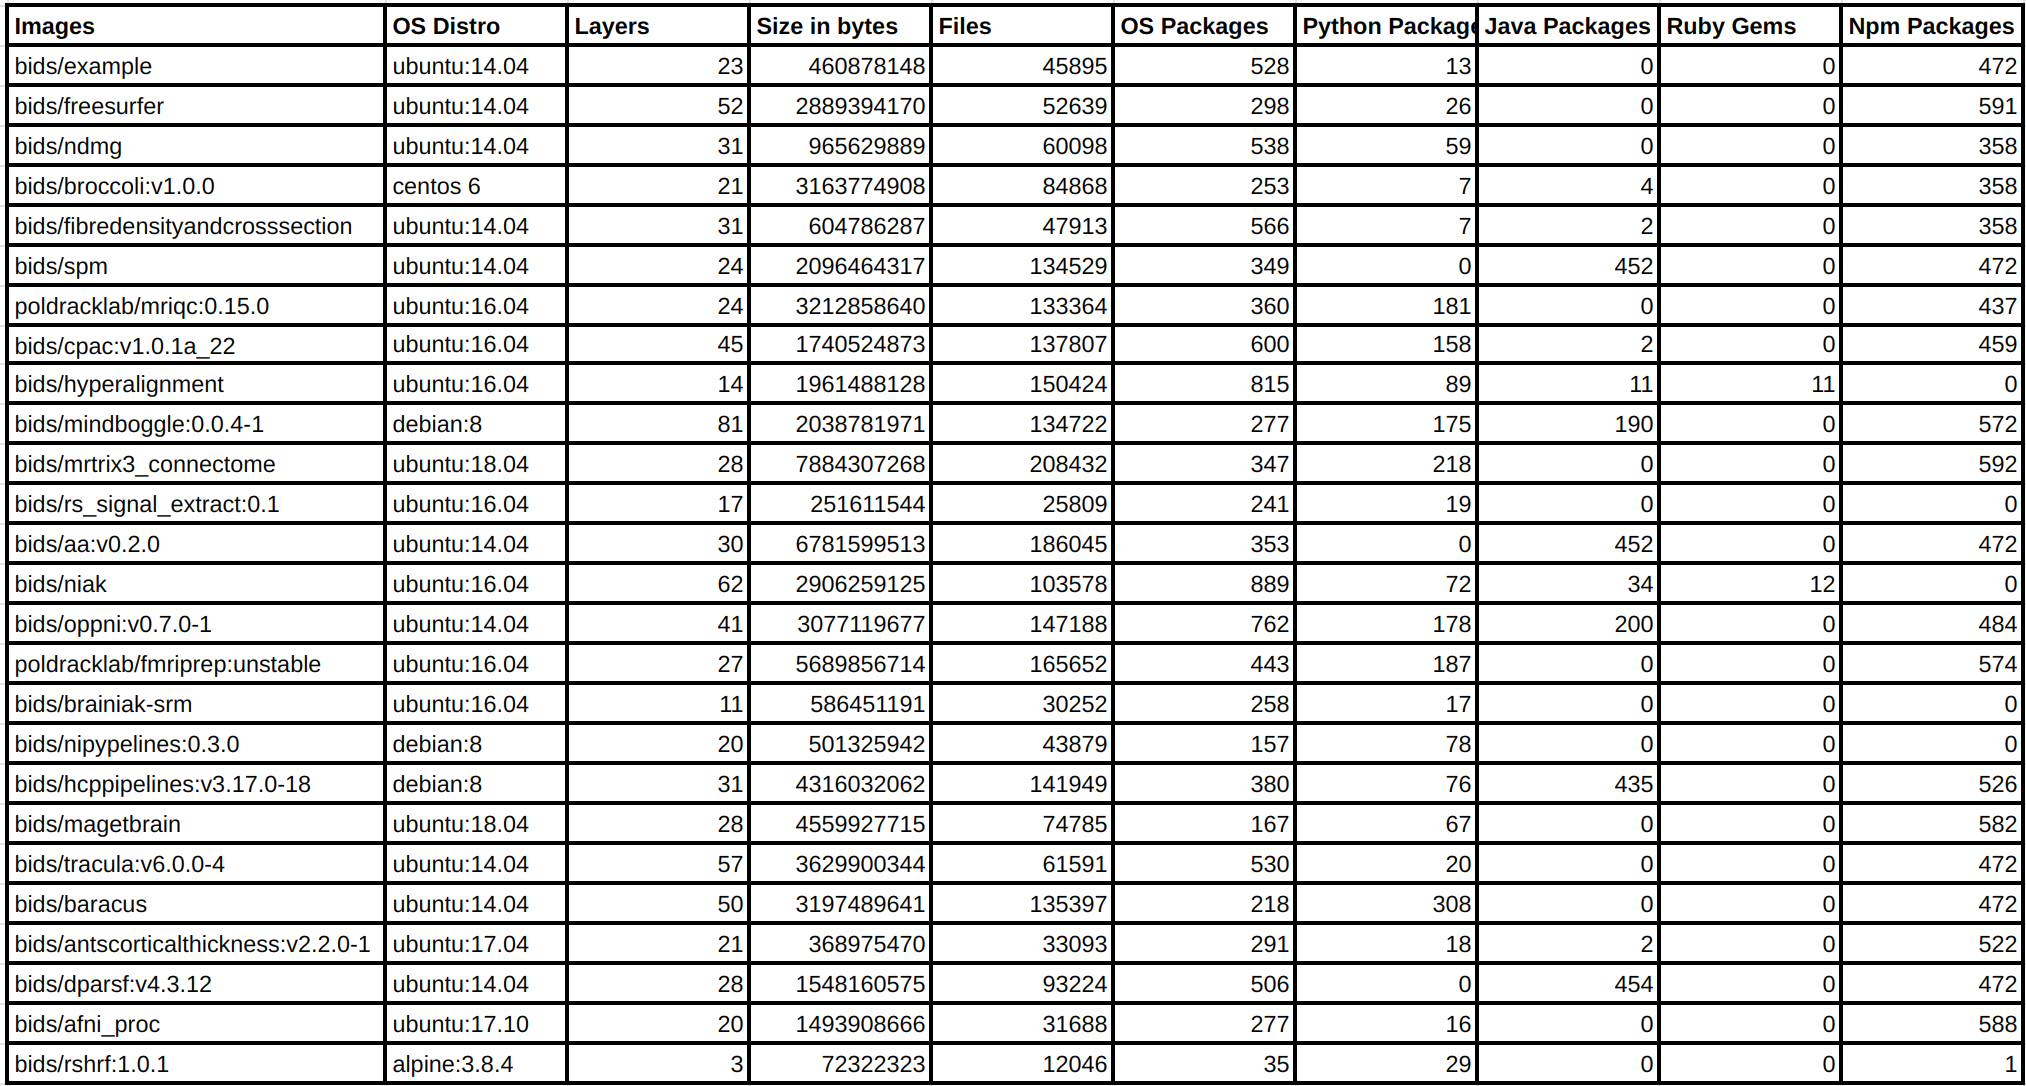 Images OS Distro Layers Size in bytes Files OS Packages Python Package Java Packages Ruby Gems Npm Packages
bids/example ubuntu:14.04 23 460878148 45895 528 13 0 0 472
bids/freesurfer ubuntu:14.04 52 2889394170 52639 298 26 0 0 591
bids/ndmg ubuntu:14.04 31 965629889 60098 538 59 0 0 358
bids/broccoli:v1.0.0 centos 6 21 3163774908 84868 253 7 4 0 358
bids/fibredensityandcrosssection ubuntu:14.04 31 604786287 47913 566 7 2 0 358
bids/spm ubuntu:14.04 24 2096464317 134529 349 0 452 0 472
poldracklab/mriqc:0.15.0 ubuntu:16.04 24 3212858640 133364 360 181 0 0 437
bids/cpac:v1.0.1a_22 ubuntu:16.04 45 1740524873 137807 600 158 2 0 459
bids/hyperalignment ubuntu:16.04 14 1961488128 150424 815 89 11 11 0
bids/mindboggle:0.0.4-1 debian:8 81 2038781971 134722 277 175 190 0 572
bids/mrtrix3_connectome ubuntu:18.04 28 7884307268 208432 347 218 0 0 592
bids/rs_signal_extract:0.1 ubuntu:16.04 17 251611544 25809 241 19 0 0 0
bids/aa:v0.2.0 ubuntu:14.04 30 6781599513 186045 353 0 452 0 472
bids/niak ubuntu:16.04 62 2906259125 103578 889 72 34 12 0
bids/oppni:v0.7.0-1 ubuntu:14.04 41 3077119677 147188 762 178 200 0 484
poldracklab/fmriprep:unstable ubuntu:16.04 27 5689856714 165652 443 187 0 0 574
bids/brainiak-srm ubuntu:16.04 11 586451191 30252 258 17 0 0 0
bids/nipypelines:0.3.0 debian:8 20 501325942 43879 157 78 0 0 0
bids/hcppipelines:v3.17.0-18 debian:8 31 4316032062 141949 380 76 435 0 526
bids/magetbrain ubuntu:18.04 28 4559927715 74785 167 67 0 0 582
bids/tracula:v6.0.0-4 ubuntu:14.04 57 3629900344 61591 530 20 0 0 472
bids/baracus ubuntu:14.04 50 3197489641 135397 218 308 0 0 472
bids/antscorticalthickness:v2.2.0-1 ubuntu:17.04 21 368975470 33093 291 18 2 0 522
bids/dparsf:v4.3.12 ubuntu:14.04 28 1548160575 93224 506 0 454 0 472
bids/afni_proc ubuntu:17.10 20 1493908666 31688 277 16 0 0 588
bids/rshrf:1.0.1 alpine:3.8.4 3 72322323 12046 35 29 0 0 1